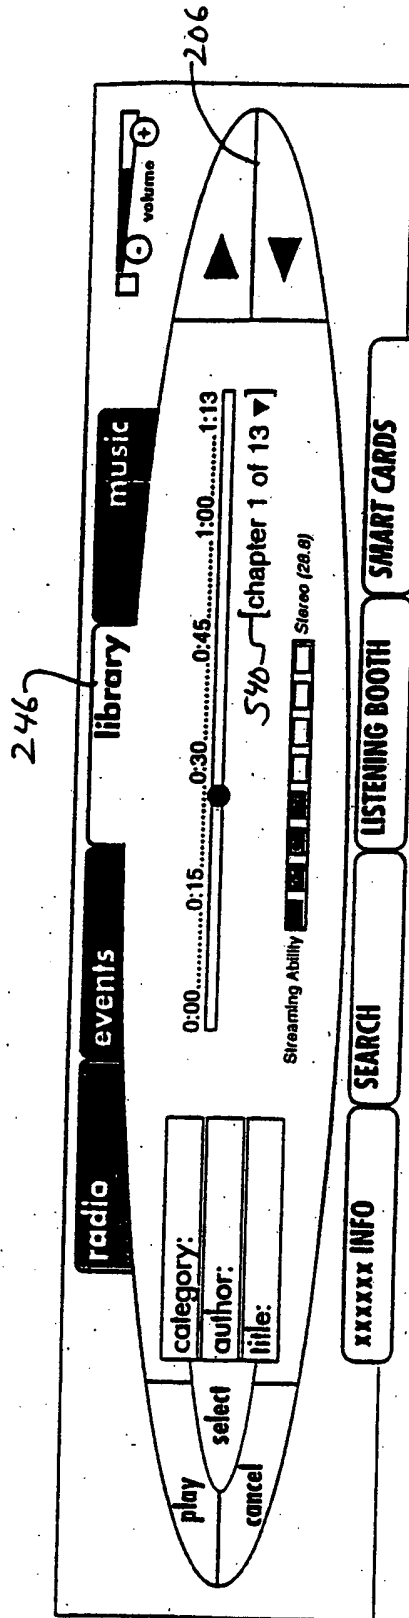 246
206
radio
events
library
music
volume
play
select
cancel
category:
author:
title:
0:00.........0:15.........0:30.........0:45.........1:00.........1:13
540
[chapter 1 of 13 ▼]
Streaming Ability
Stereo (28.8)
xxxxxx INFO
SEARCH
LISTENING BOOTH
SMART CARDS